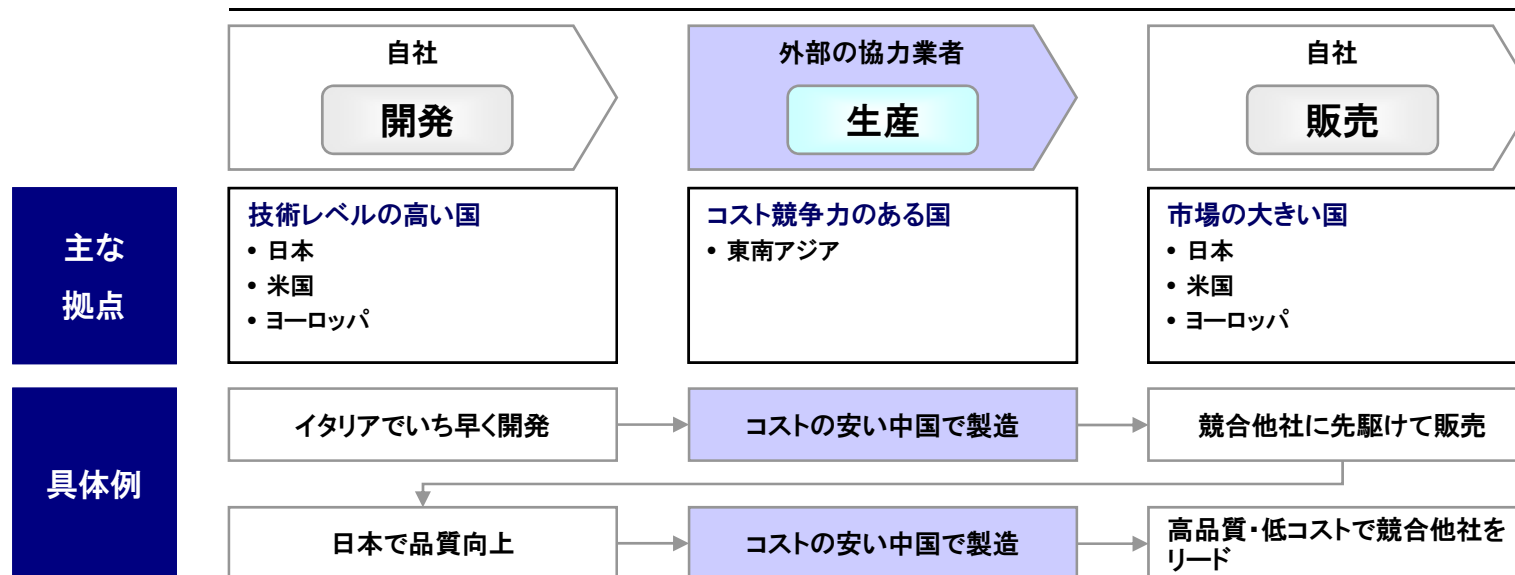 自社
開発
外部の協力業者
生産
自社
販売
主な
拠点
技術レベルの高い国
• 日本
• 米国
• ヨーロッパ
コスト競争力のある国
• 東南アジア
市場の大きい国
• 日本
• 米国
• ヨーロッパ
具体例
イタリアでいち早く開発
コストの安い中国で製造
競合他社に先駆けて販売
日本で品質向上
コストの安い中国で製造
高品質・低コストで競合他社を
リード